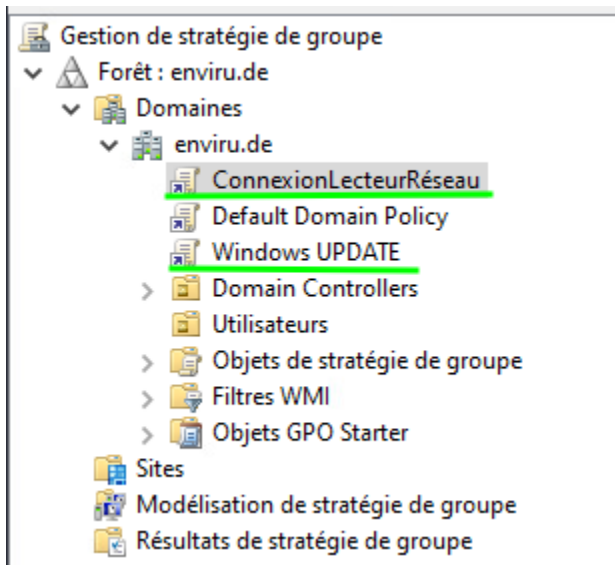 Gestion de stratégie de groupe
Forêt : enviru.de
Domaines
enviru.de
ConnexionLecteurRéseau
Default Domain Policy
Windows UPDATE
Domain Controllers
Utilisateurs
Objets de stratégie de groupe
Filtres WMI
Objets GPO Starter
Sites
Modélisation de stratégie de groupe
Résultats de stratégie de groupe